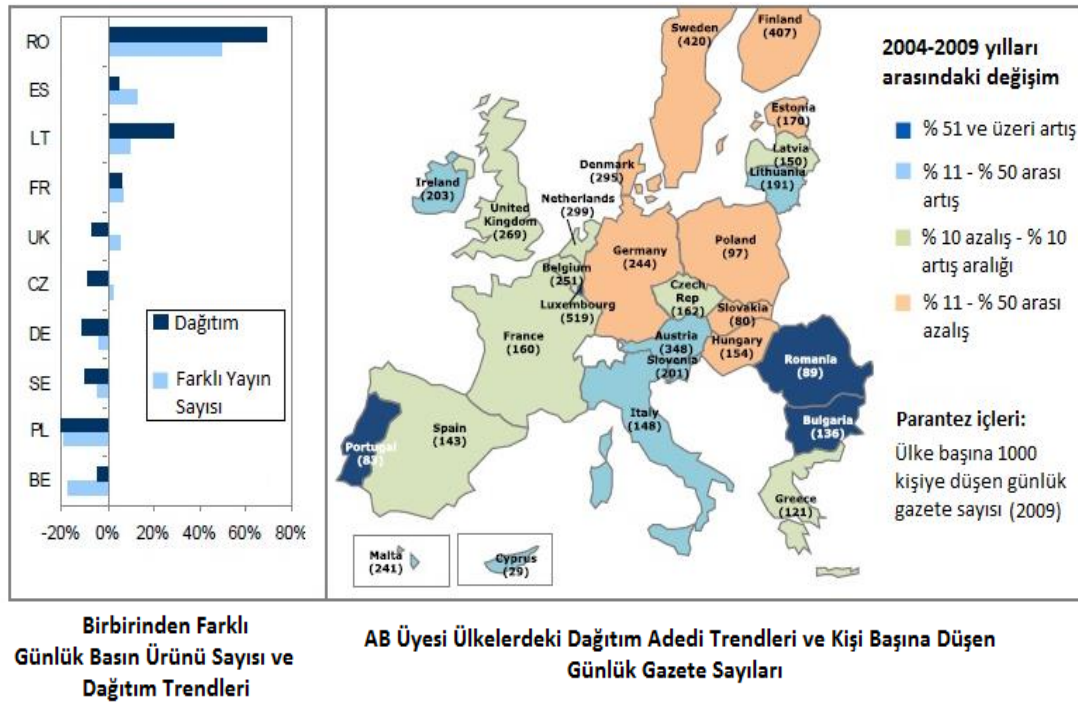 RO
ES
LT
FR
UK
CZ
DE
SE
PL
BE
-20%
0%
20%
40%
60%
80%
Dağıtım
Farklı Yayın
Sayısı
Sweden
(420)
Finland
(407)
Estonia
(170)
Latvia
(150)
Lithuania
(191)
Denmark
(295)
Ireland
(203)
Netherlands
(299)
United
Kingdom
(269)
Germany
(244)
Poland
(97)
Belgium
(251)
Luxembourg
(519)
Czech
Rep
(162)
Slovakia
(80)
France
(160)
Austria
(348)
Hungary
(154)
Slovenia
(201)
Romania
(89)
Italy
(148)
Bulgaria
(136)
Spain
(143)
Portugal
(83)
Greece
(121)
Malta
(241)
Cyprus
(29)
2004-2009 yılları
arasındaki değişim
% 51 ve üzeri artış
% 11 - % 50 arası
artış
% 10 azalış - % 10
artış aralığı
% 11 - % 50 arası
azalış
Parantez içleri:
Ülke başına 1000
kişiye düşen günlük
gazete sayısı (2009)
Birbirinden Farklı
Günlük Basın Ürünü Sayısı ve
Dağıtım Trendleri
AB Üyesi Ülkelerdeki Dağıtım Adedi Trendleri ve Kişi Başına Düşen
Günlük Gazete Sayıları